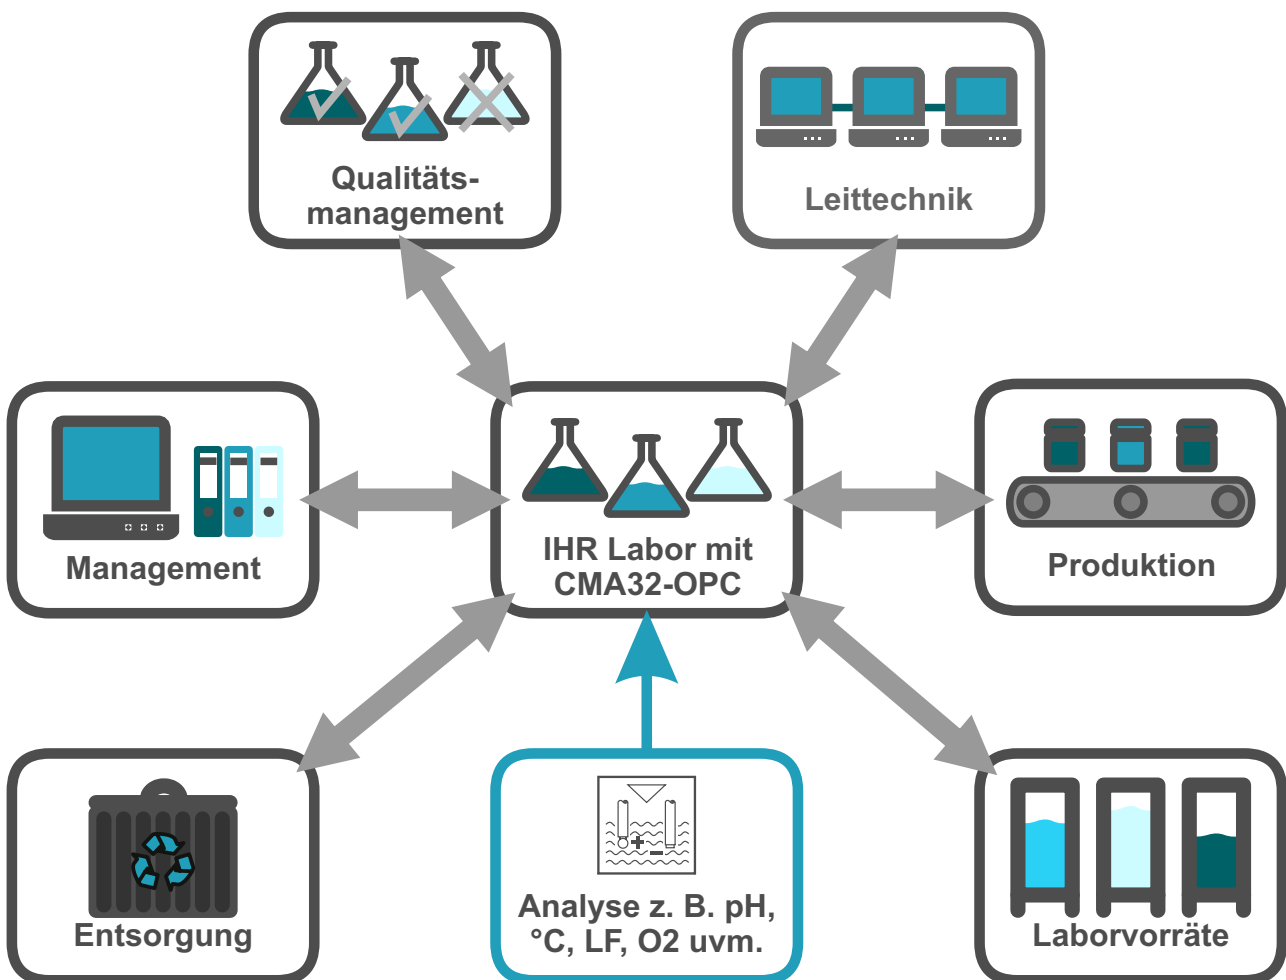 Qualitäts-
management
Leittechnik
Management
IHR Labor mit
CMA32-OPC
Produktion
Entsorgung
+
–
Analyse z. B. pH,
°C, LF, O2 uvm.
Laborvorräte